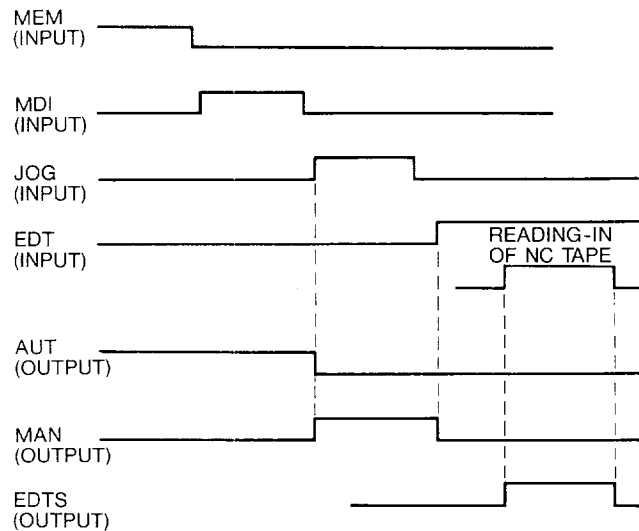 MEM
(INPUT)
MDI
(INPUT)
JOG
(INPUT)
EDT
(INPUT)
READING-IN
OF NC TAPE
AUT
(OUTPUT)
MAN
(OUTPUT)
EDTS
(OUTPUT)